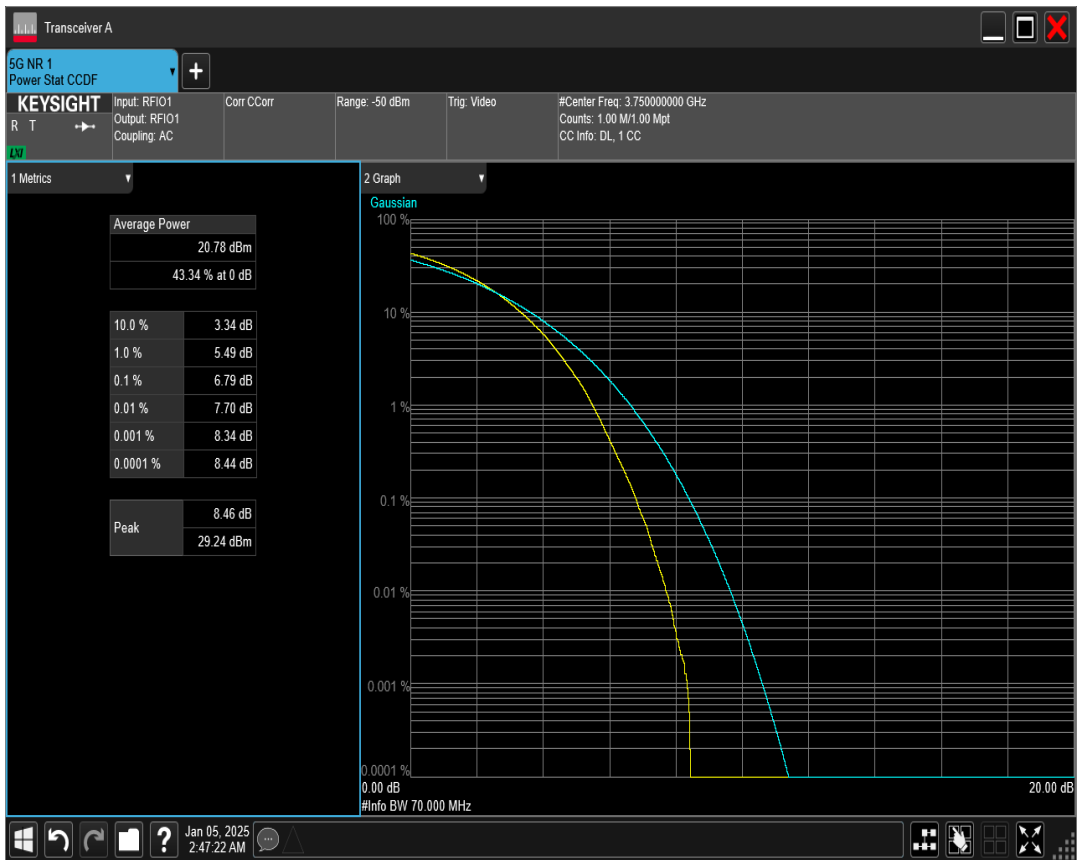 Transceiver A
5G NR 1
Power Stat CCDF
KEYSIGHT
R T
LXI
Input: RFIO1
Output: RFIO1
Coupling: AC
Corr CCorr
Range: -50 dBm
Trig: Video
#Center Freq: 3.750000000 GHz
Counts: 1.00 M/1.00 Mpt
CC Info: DL, 1 CC
1 Metrics
Average Power
20.78 dBm
43.34 % at 0 dB
10.0 % 3.34 dB
1.0 % 5.49 dB
0.1 % 6.79 dB
0.01 % 7.70 dB
0.001 % 8.34 dB
0.0001 % 8.44 dB
Peak
8.46 dB
29.24 dBm
2 Graph
Gaussian
100 %
10 %
1 %
0.1 %
0.01 %
0.001 %
0.0001 %
0.00 dB
20.00 dB
#Info BW 70.000 MHz
Jan 05, 2025
2:47:22 AM